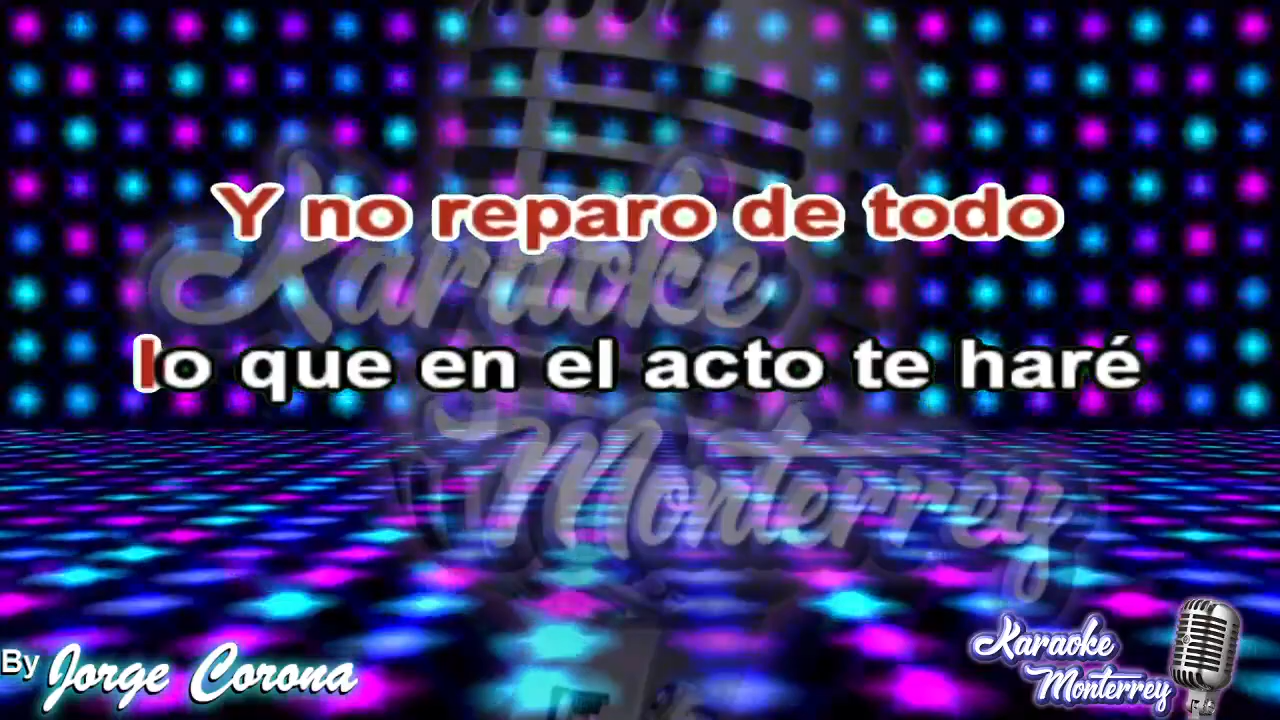 Y no reparo de todo
Karaoke
lo que en el acto te haré
Monterrey
By Jorge Corona
Karaoke
Monterrey